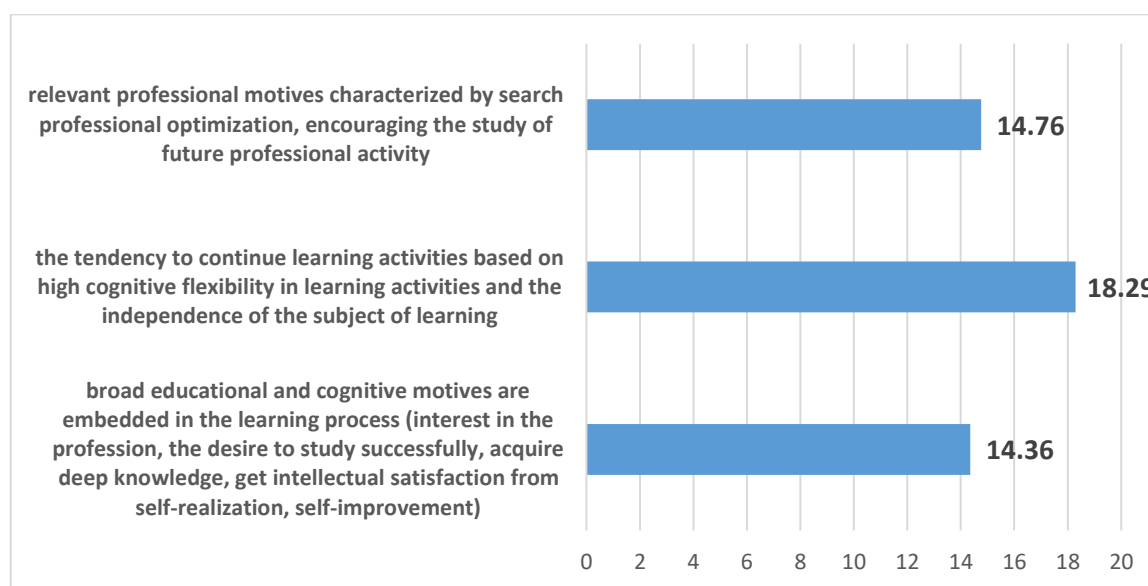 relevant professional motives characterized by search
professional optimization, encouraging the study of
future professional activity
14.76
the tendency to continue learning activities based on
high cognitive flexibility in learning activities and the
independence of the subject of learning
18.29
broad educational and cognitive motives are
embedded in the learning process (interest in the
profession, the desire to study successfully, acquire
deep knowledge, get intellectual satisfaction from
self-realization, self-improvement)
14.36
0 2 4 6 8 10 12 14 16 18 20